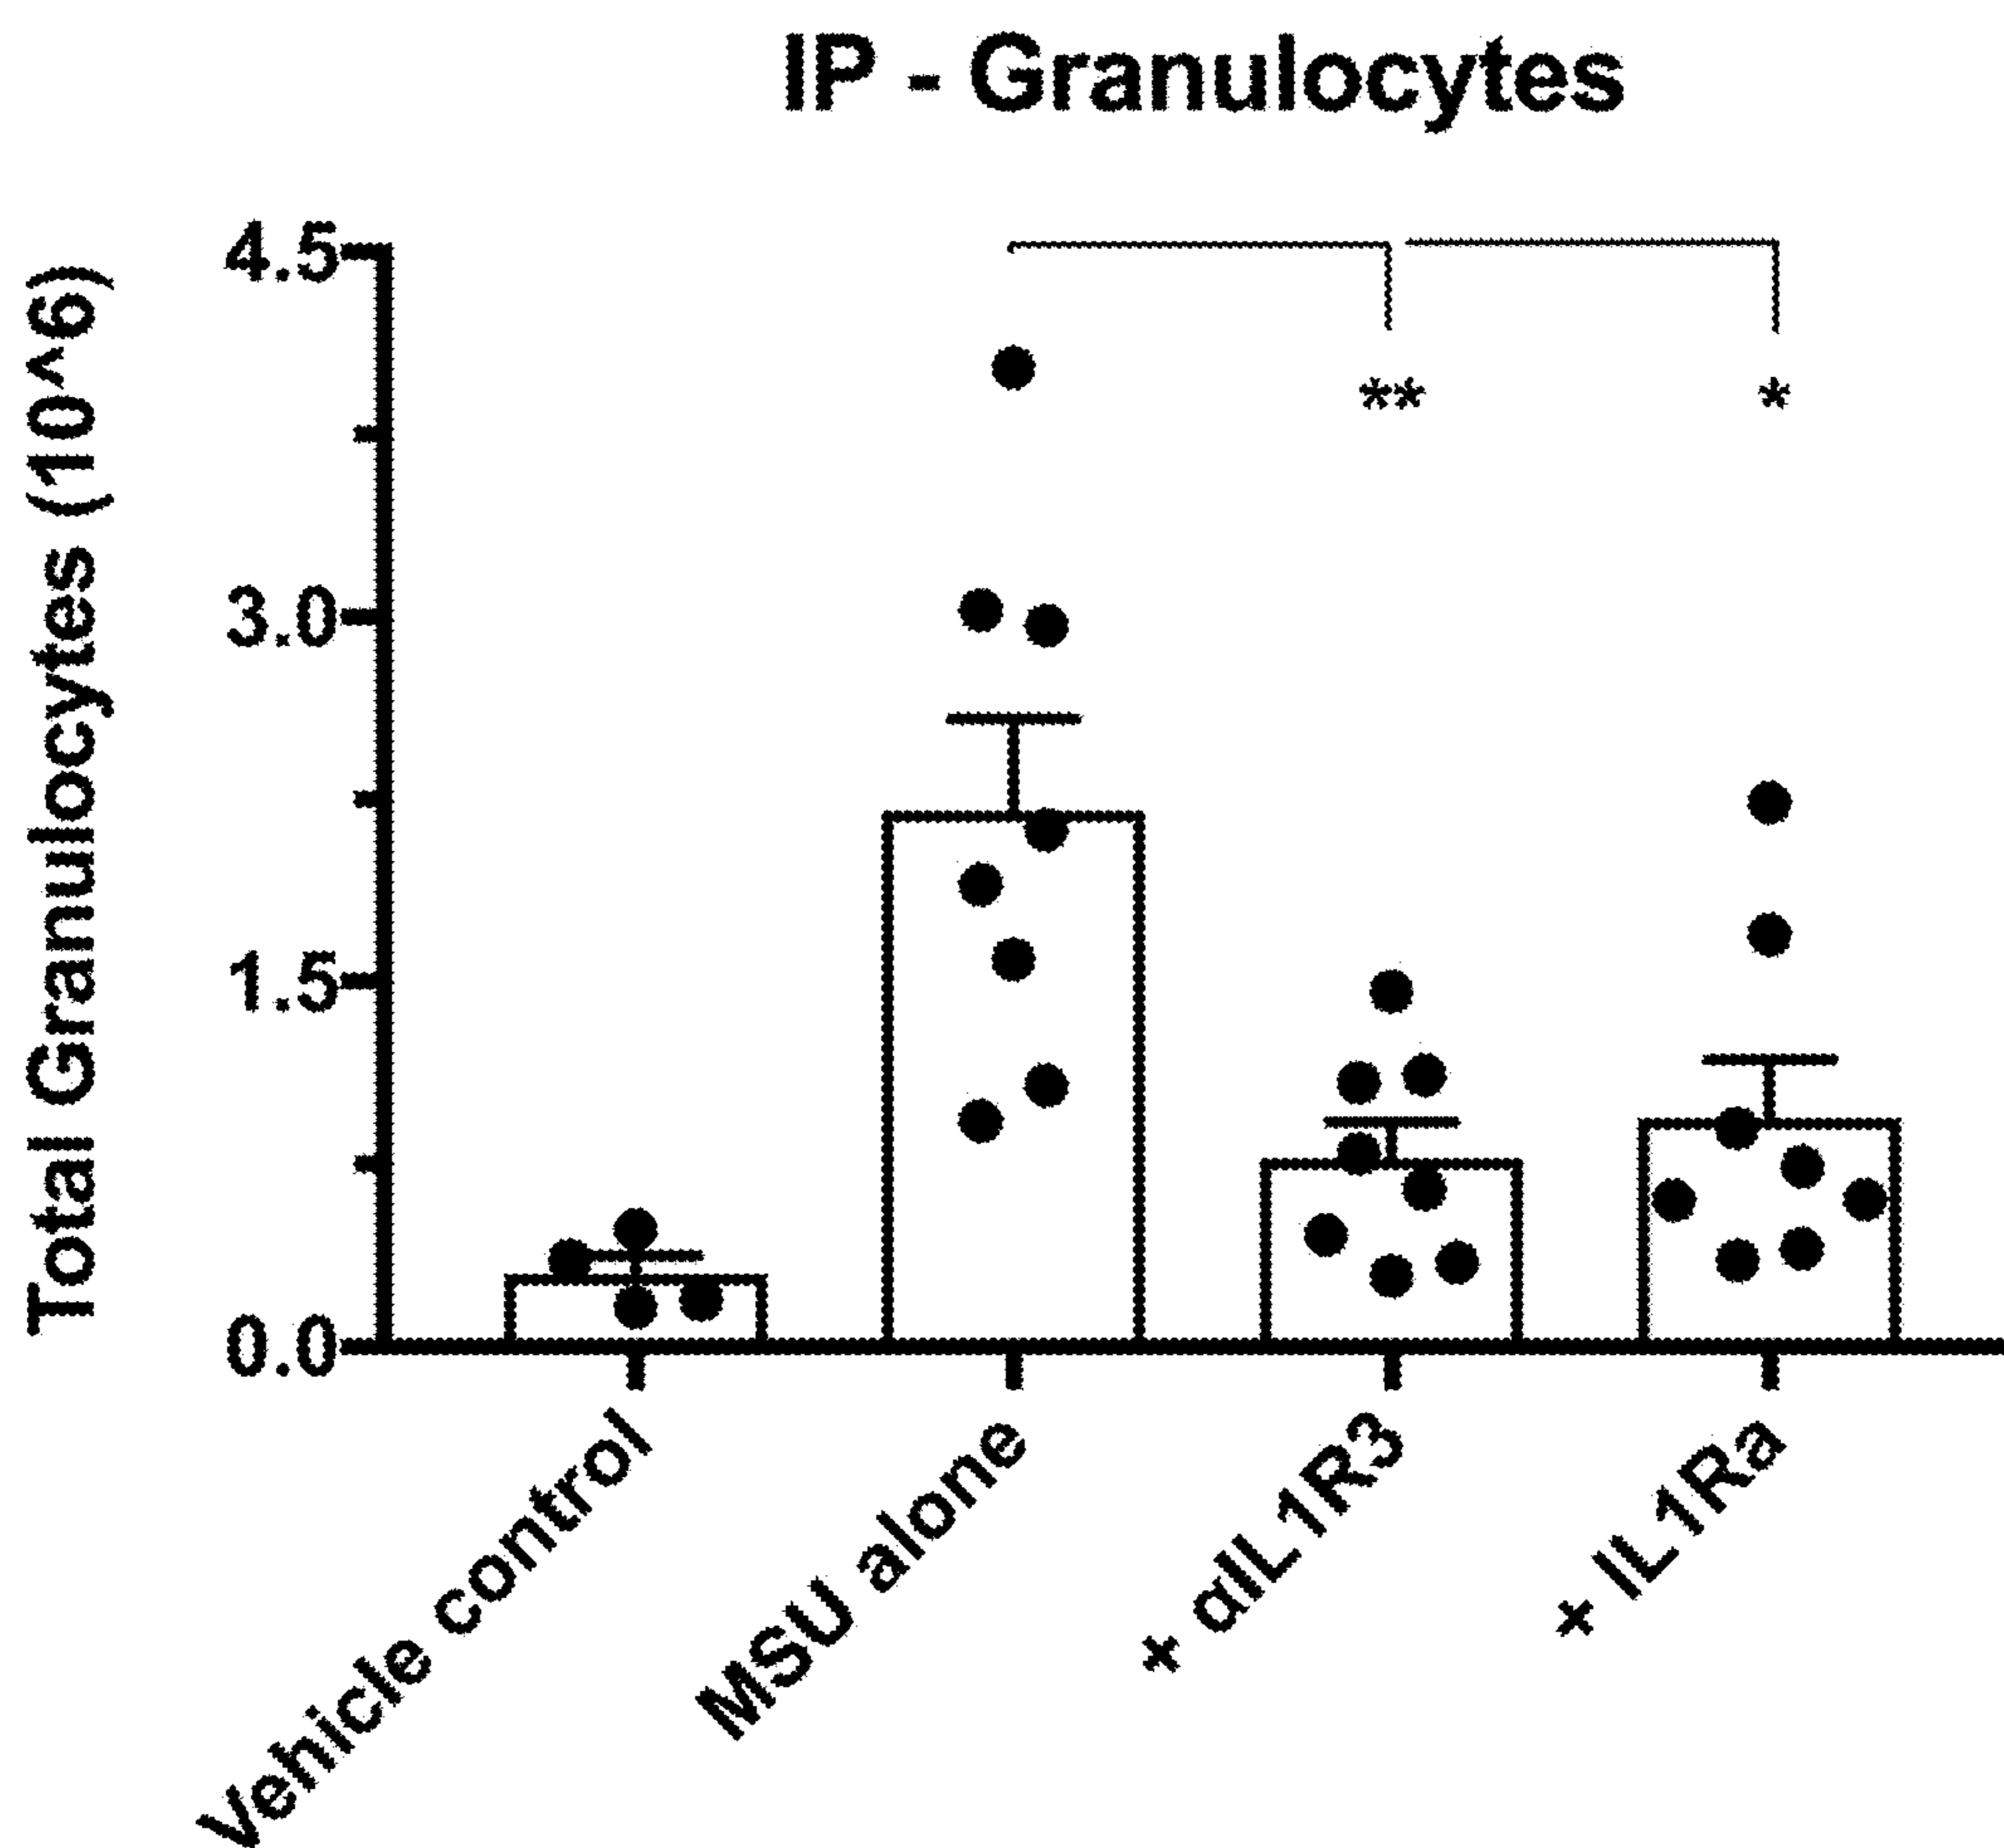 IP - Granulocytes
Total Granulocytes (10^6)
4.5
3.0
1.5
0.0
**
*
Vehicle control
MSU alone
+ αIL1R3
+ IL1Ra